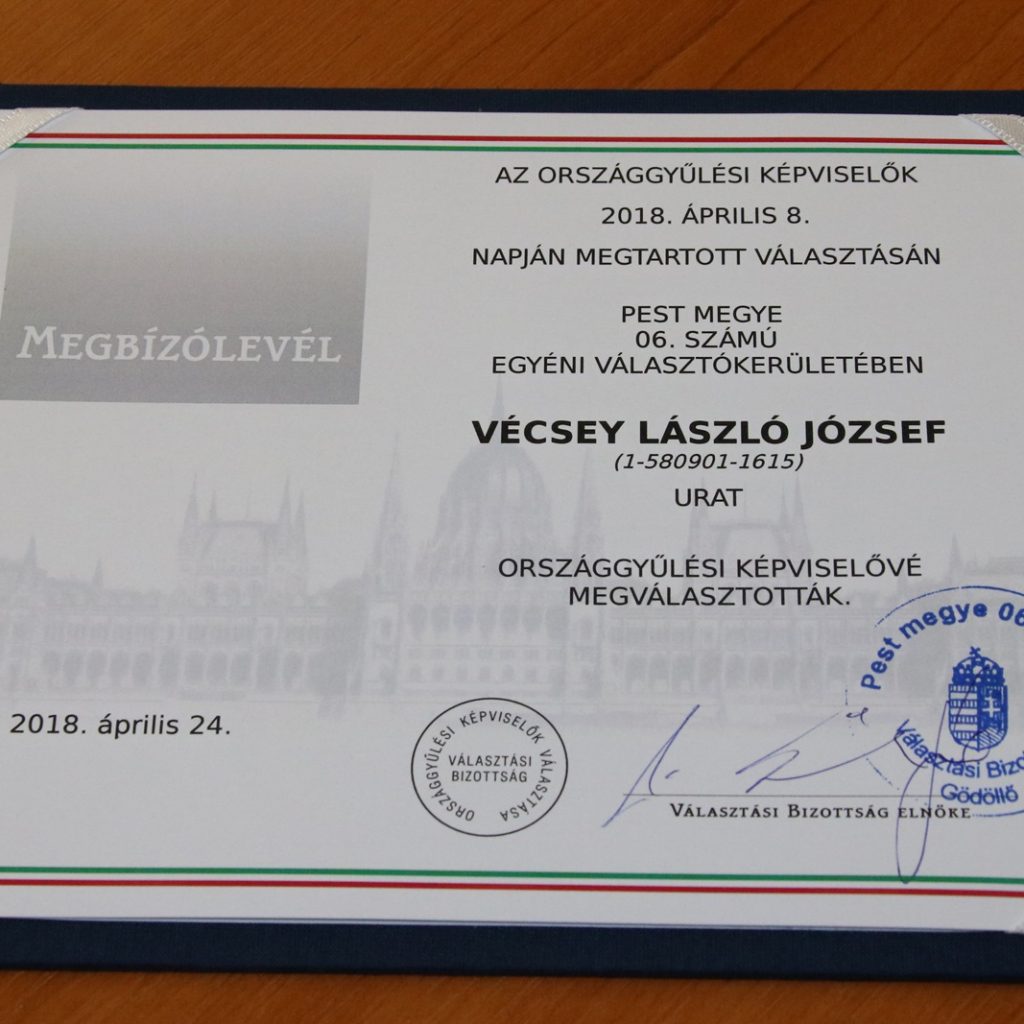 MEGBÍZÓLEVÉL
AZ ORSZÁGGYŰLÉSI KÉPVISELŐK
2018. ÁPRILIS 8.
NAPJÁN MEGTARTOTT VÁLASZTÁSÁN
PEST MEGYE
06. SZÁMÚ
EGYÉNI VÁLASZTÓKERÜLETÉBEN
VÉCSEY LÁSZLÓ JÓZSEF
(1-580901-1615)
URAT
ORSZÁGGYŰLÉSI KÉPVISELŐVÉ
MEGVÁLASZTOTTÁK.
2018. április 24.
ORSZÁGGYŰLÉSI KÉPVISELŐK VÁLASZTÁSA
VÁLASZTÁSI
BIZOTTSÁG
Pest megye 06
Választási
Gödöllő
VÁLASZTÁSI BIZOTTSÁG ELNÖKE